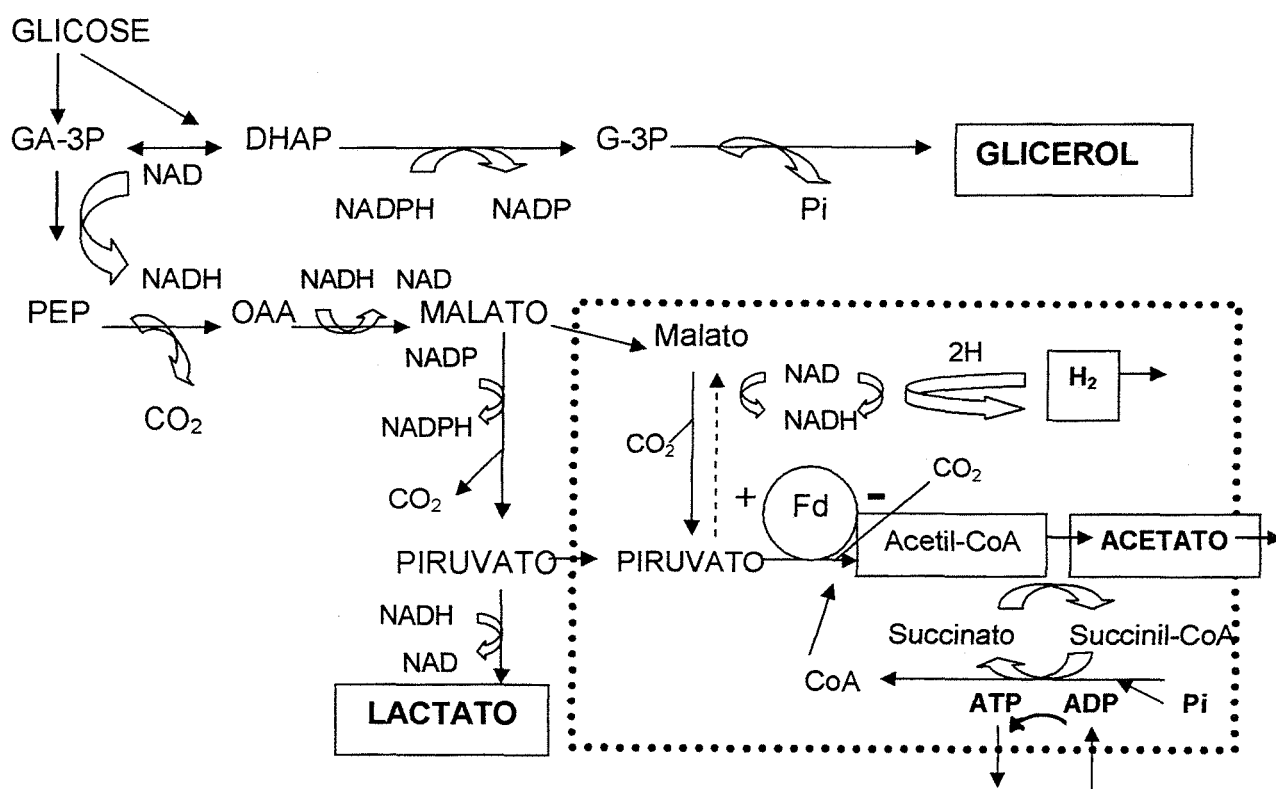 GLICOSE
GA-3P
DHAP
G-3P
GLICEROL
NAD
NADPH
NADP
Pi
NADH
NADH
NAD
PEP
OAA
MALATO
Malato
2H
H₂
NADP
NAD
CO₂
NADPH
CO₂
NADH
CO₂
CO₂
+
Fd
-
PIRUVATO
PIRUVATO
Acetil-CoA
ACETATO
NADH
Succinato
Succinil-CoA
NAD
CoA
LACTATO
ATP
ADP
Pi